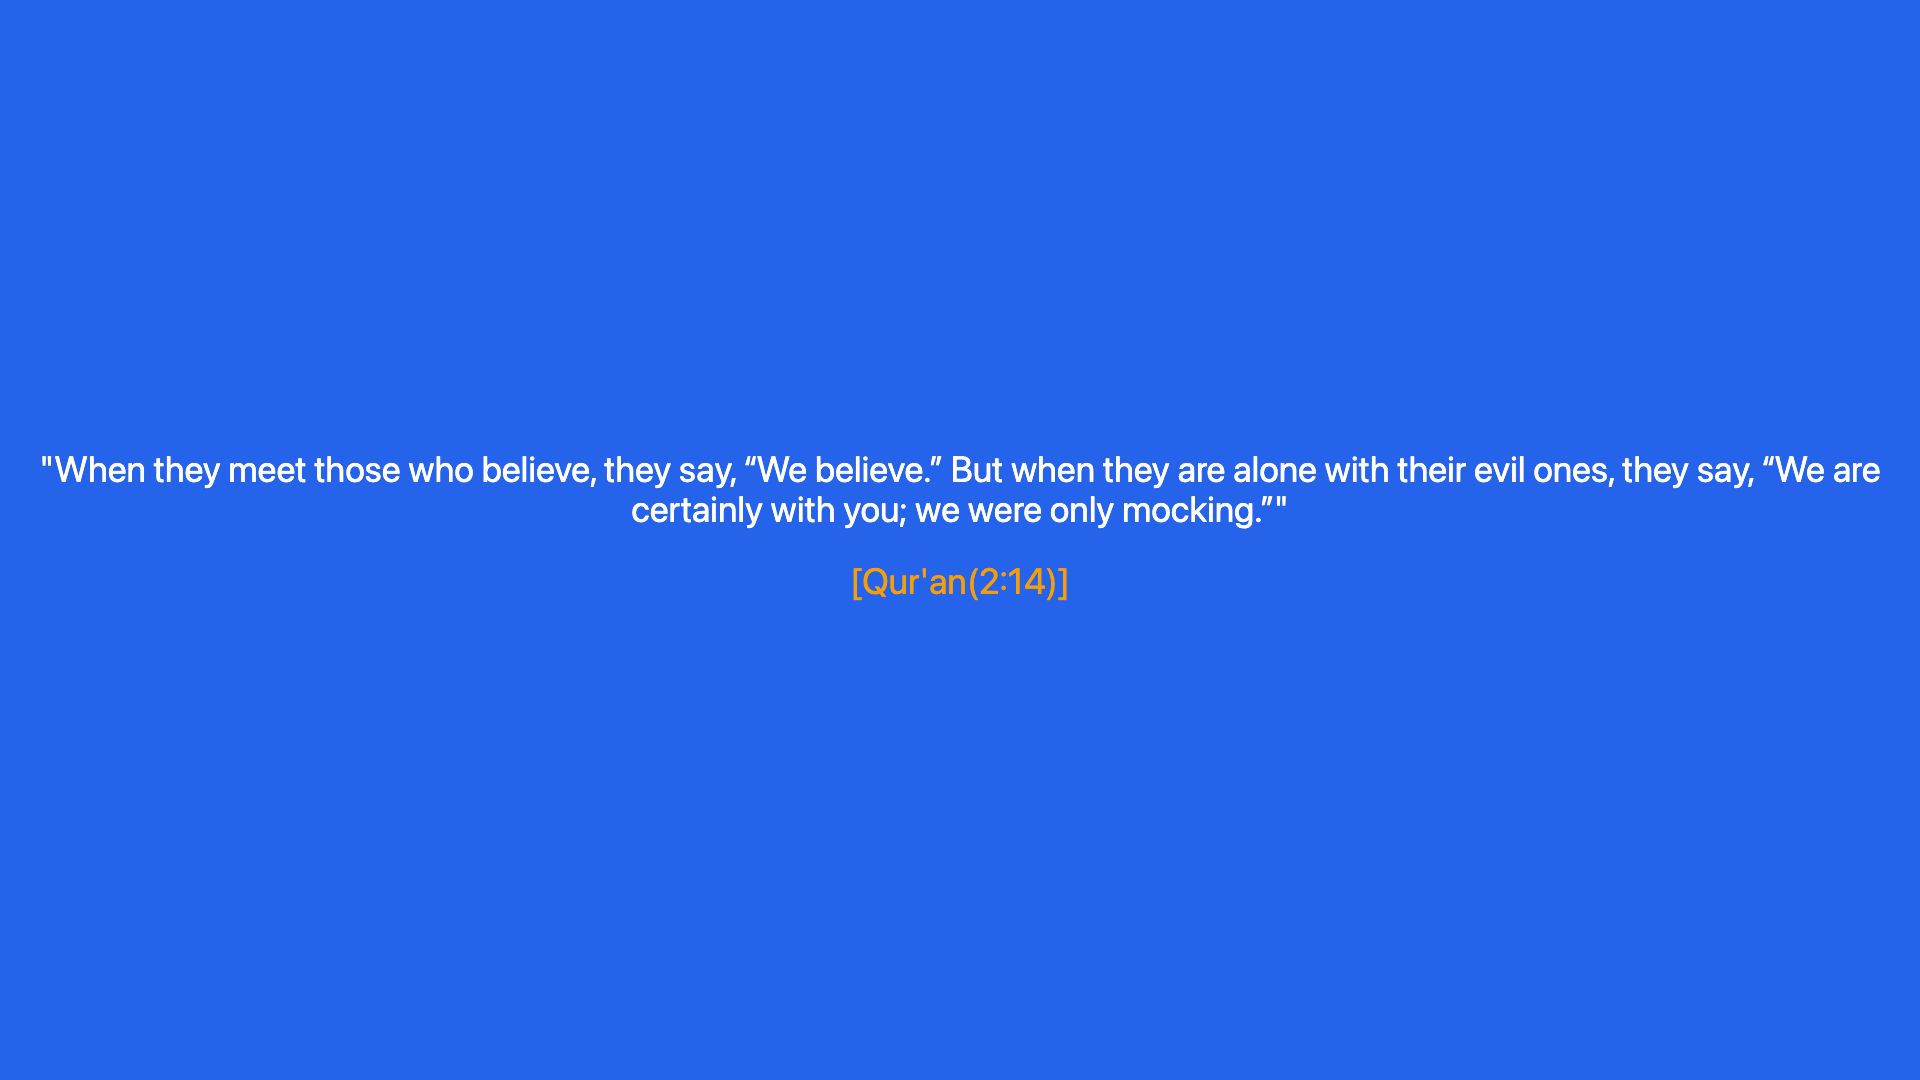 "When they meet those who believe, they say, “We believe.” But when they are alone with their evil ones, they say, “We are
certainly with you; we were only mocking.”"
[Qur'an(2:14)]